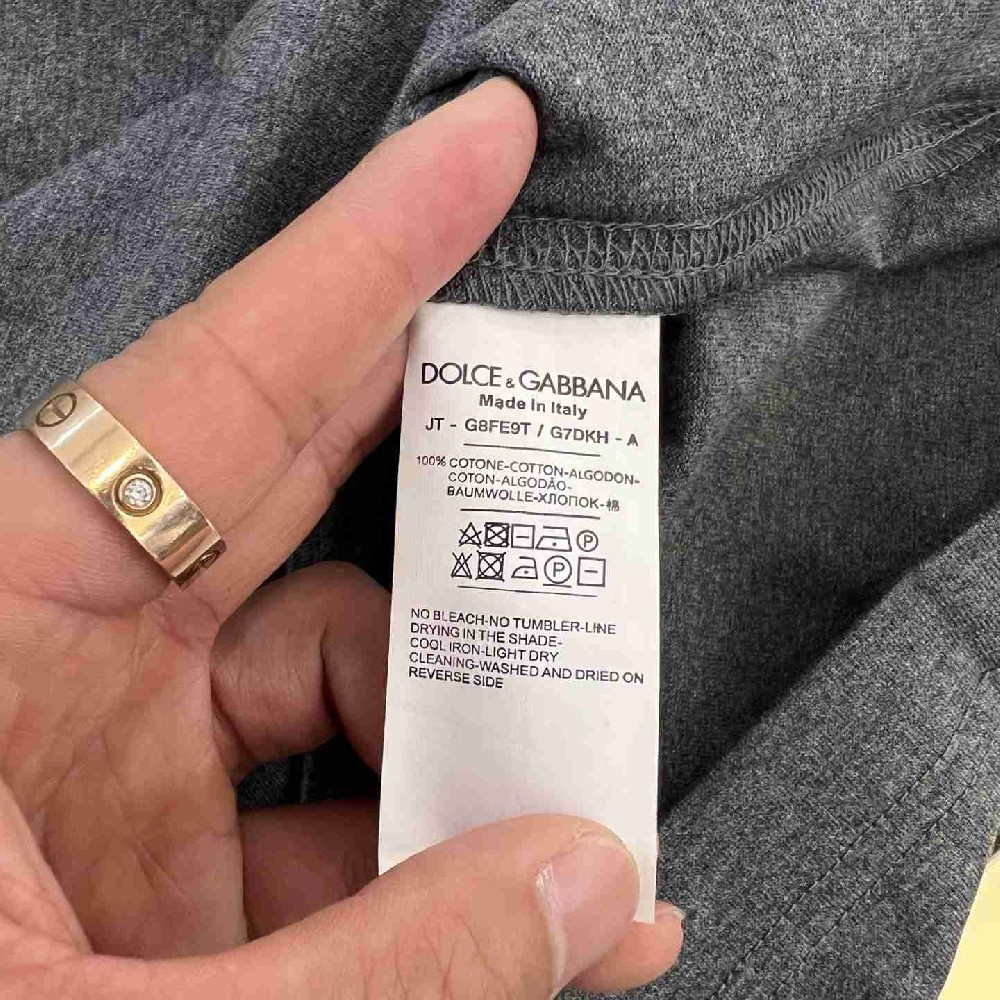 DOLCE & GABBANA
Made In Italy
JT - G8FE9T / G7DKH - A
100% COTONE-COTTON-ALGODON-
COTON-ALGODÃO-
BAUMWOLLE-ХЛОПОК-棉
P
P
NO BLEACH-NO TUMBLER-LINE
DRYING IN THE SHADE-
COOL IRON-LIGHT DRY
CLEANING-WASHED AND DRIED ON
REVERSE SIDE